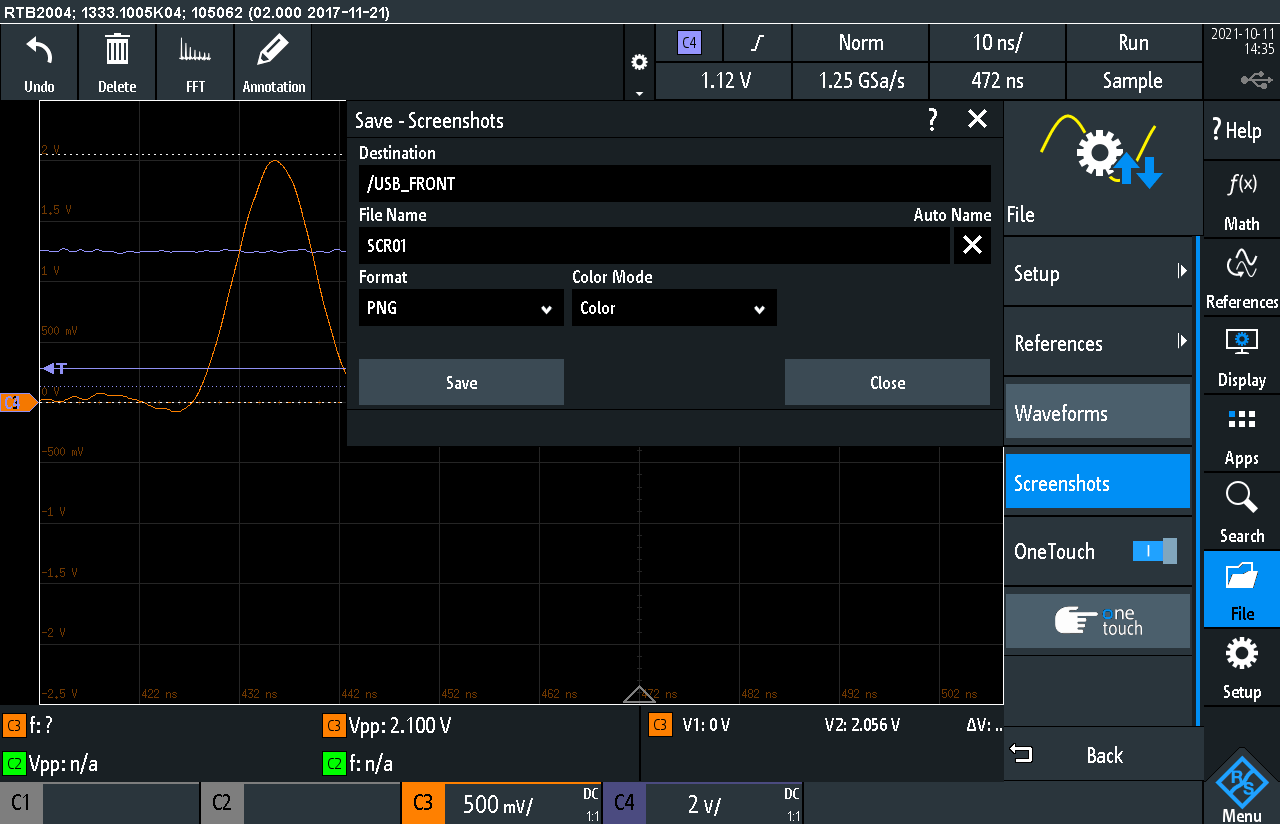 RTB2004; 1333.1005K04; 105062 (02.000 2017-11-21)
Undo
Delete
FFT
Annotation
C4
Norm
10 ns/
Run
1.12 V
1.25 GSa/s
472 ns
Sample
2021-10-11
14:35
Save - Screenshots
?
Destination
/USB_FRONT
File Name
Auto Name
SCR01
Format
Color Mode
PNG
Color
Save
Close
2 V
1.5 V
1 V
500 mV
T
0 V
-500 mV
-1 V
-1.5 V
-2 V
-2.5 V
422 ns
432 ns
442 ns
452 ns
462 ns
472 ns
482 ns
492 ns
502 ns
File
Setup
References
Waveforms
Screenshots
OneTouch
one
touch
Back
? Help
f(x)
Math
References
Display
Apps
Search
File
Setup
R&S
Menu
C3 f: ?
C3 Vpp: 2.100 V
C3 V1: 0 V
V2: 2.056 V
ΔV: ..
C2 Vpp: n/a
C2 f: n/a
C1
C2
C3
500 mV/
DC
1:1
C4
2 V/
DC
1:1